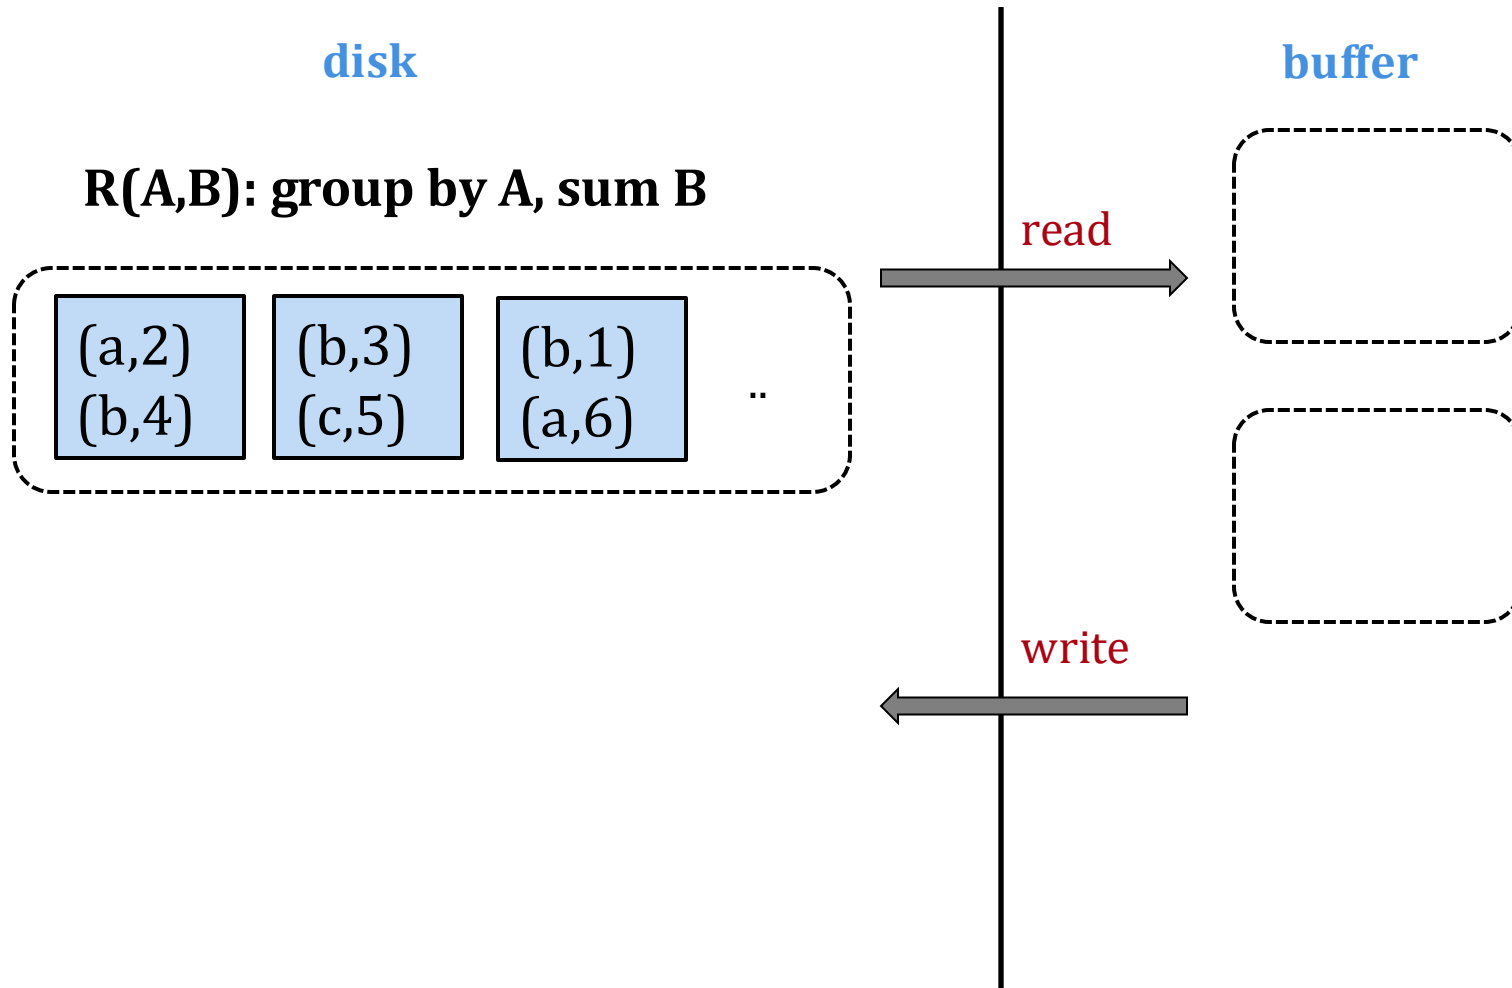 disk
buffer
R(A,B): group by A, sum B
read
(a,2)
(b,4)
(b,3)
(c,5)
(b,1)
(a,6)
..
write